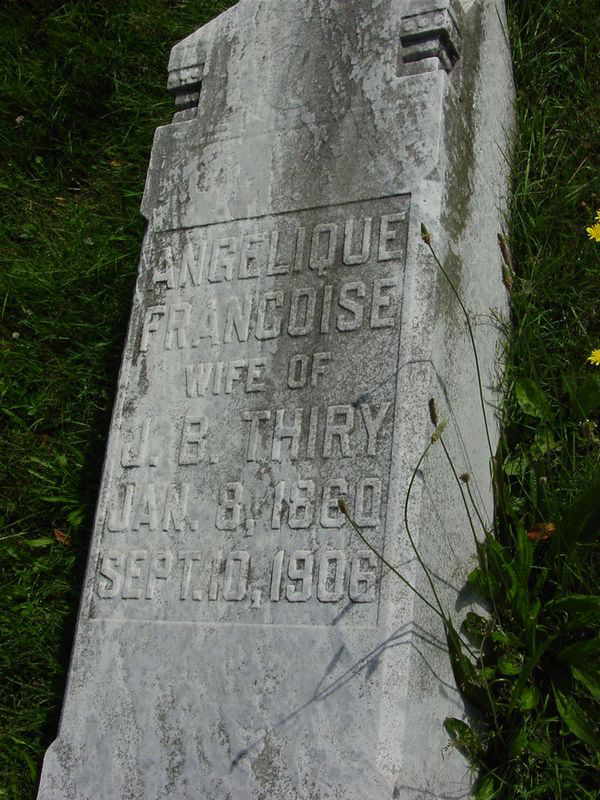 ANGELIQUE
FRANCOISE
WIFE OF
J. B. THIRY
JAN. 8, 1860
SEPT. 10, 1906